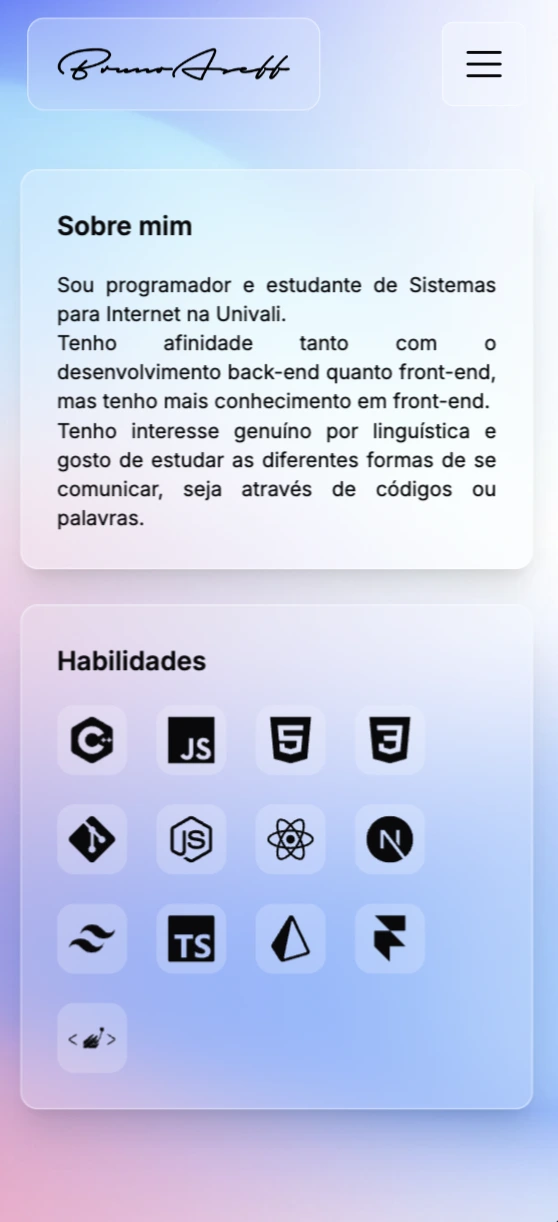 Bruno Aseff
Sobre mim
Sou programador e estudante de Sistemas
para Internet na Univali.
Tenho afinidade tanto com o
desenvolvimento back-end quanto front-end,
mas tenho mais conhecimento em front-end.
Tenho interesse genuíno por linguística e
gosto de estudar as diferentes formas de se
comunicar, seja através de códigos ou
palavras.
Habilidades
C++ JS 5 3
JS N
TS
< >